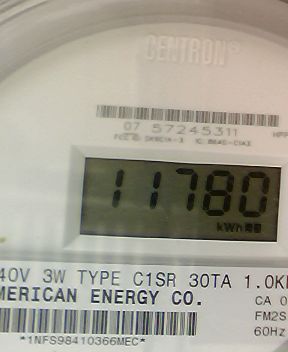 CENTRON®
07 57245311
11780
kWh
40V 3W TYPE C1SR 30TA 1.0K
MERICAN ENERGY CO.
CA 0
FM2S
60Hz
*1NFS98410366MEC*